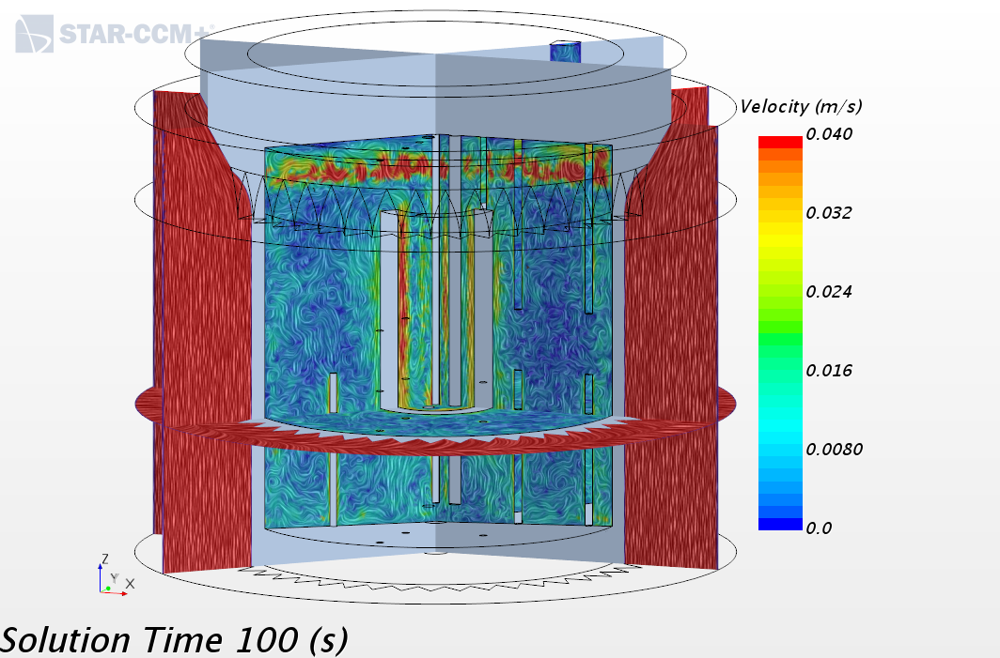 STAR-CCM+
Velocity (m/s)
0.040
0.032
0.024
0.016
0.0080
0.0
Z
Y
X
Solution Time 100 (s)